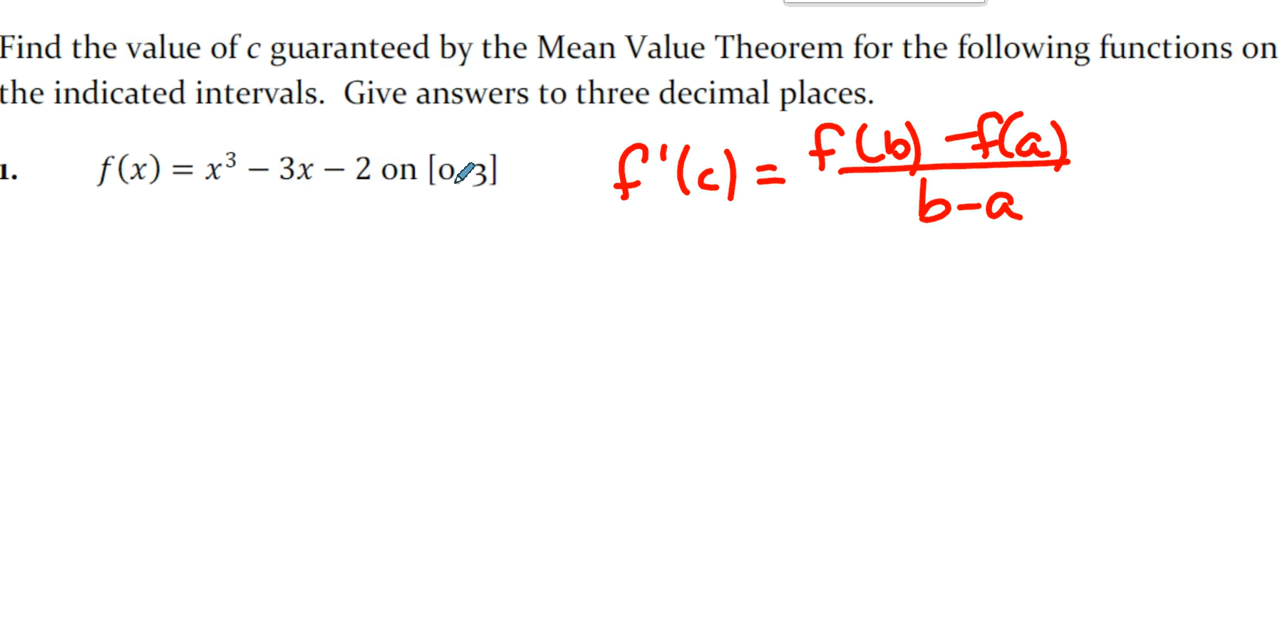 Find the value of c guaranteed by the Mean Value Theorem for the following functions on
the indicated intervals. Give answers to three decimal places.
1. f(x) = x³ − 3x − 2 on [0,3]
f'(c) = f(b) - f(a) / b-a